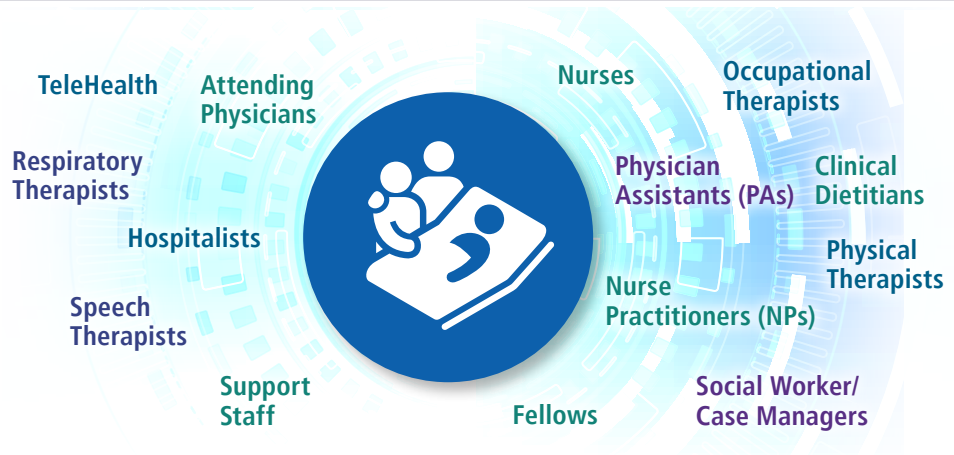 TeleHealth
Attending
Physicians
Nurses
Occupational
Therapists
Respiratory
Therapists
Physician
Assistants (PAs)
Clinical
Dietitians
Hospitalists
Physical
Therapists
Speech
Therapists
Nurse
Practitioners (NPs)
Support
Staff
Fellows
Social Worker/
Case Managers